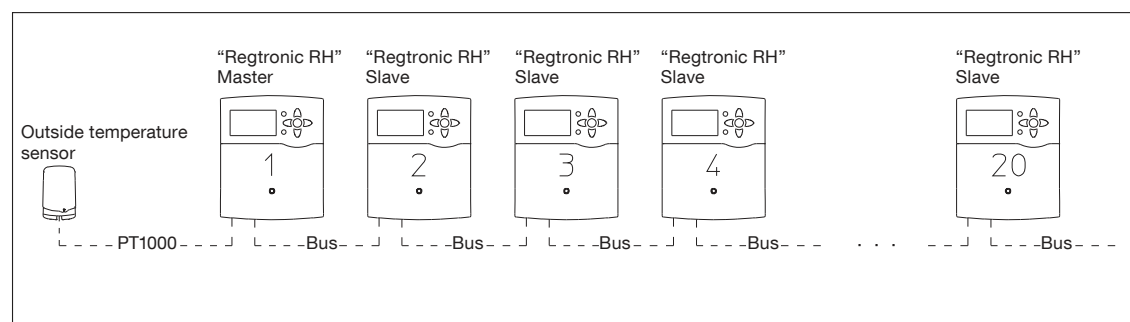 “Regtronic RH”
Master
“Regtronic RH”
Slave
“Regtronic RH”
Slave
“Regtronic RH”
Slave
“Regtronic RH”
Slave
Outside temperature
sensor
1
2
3
4
20
PT1000
Bus
Bus
Bus
Bus
. . .
Bus